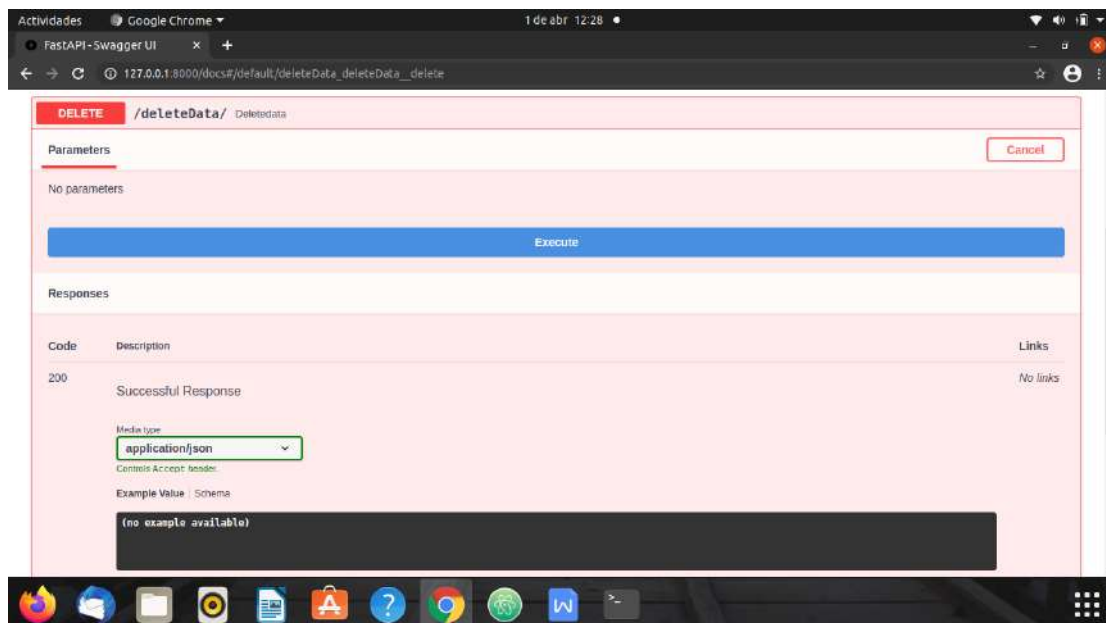 Actividades Google Chrome 1 de abr 12:28
FastAPI - Swagger UI
127.0.0.1:8000/docs#/default/deleteData_deleteData__delete
DELETE /deleteData/ Deletedata
Parameters Cancel
No parameters
Execute
Responses
Code Description Links
200 Successful Response No links
Media type
application/json
Controls Accept header.
Example Value | Schema
(no example available)